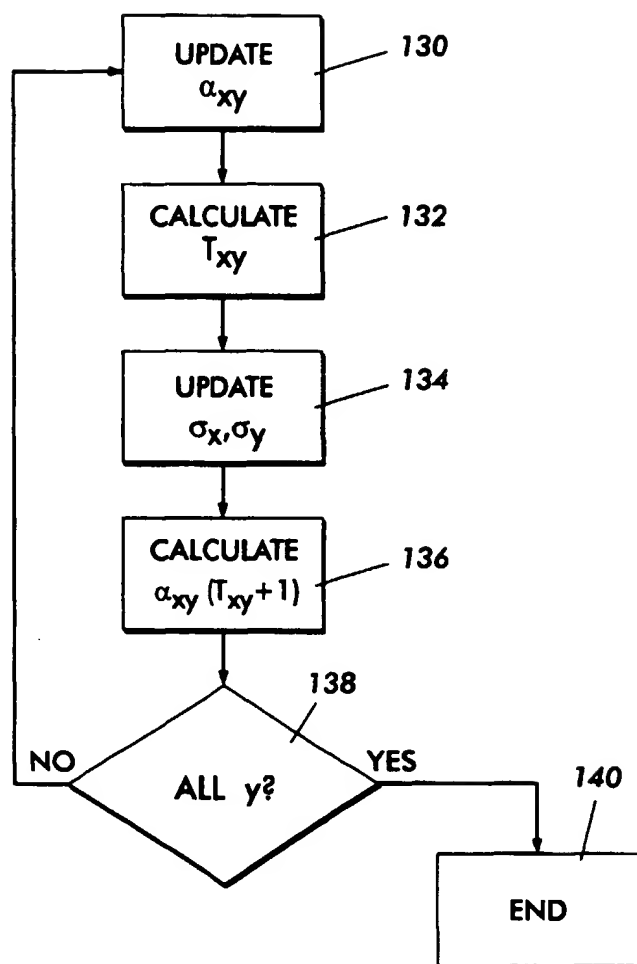 UPDATE
αxy
130
CALCULATE
Txy
132
UPDATE
σx,σy
134
CALCULATE
αxy (Txy+1)
136
138
NO
YES
ALL y?
140
END